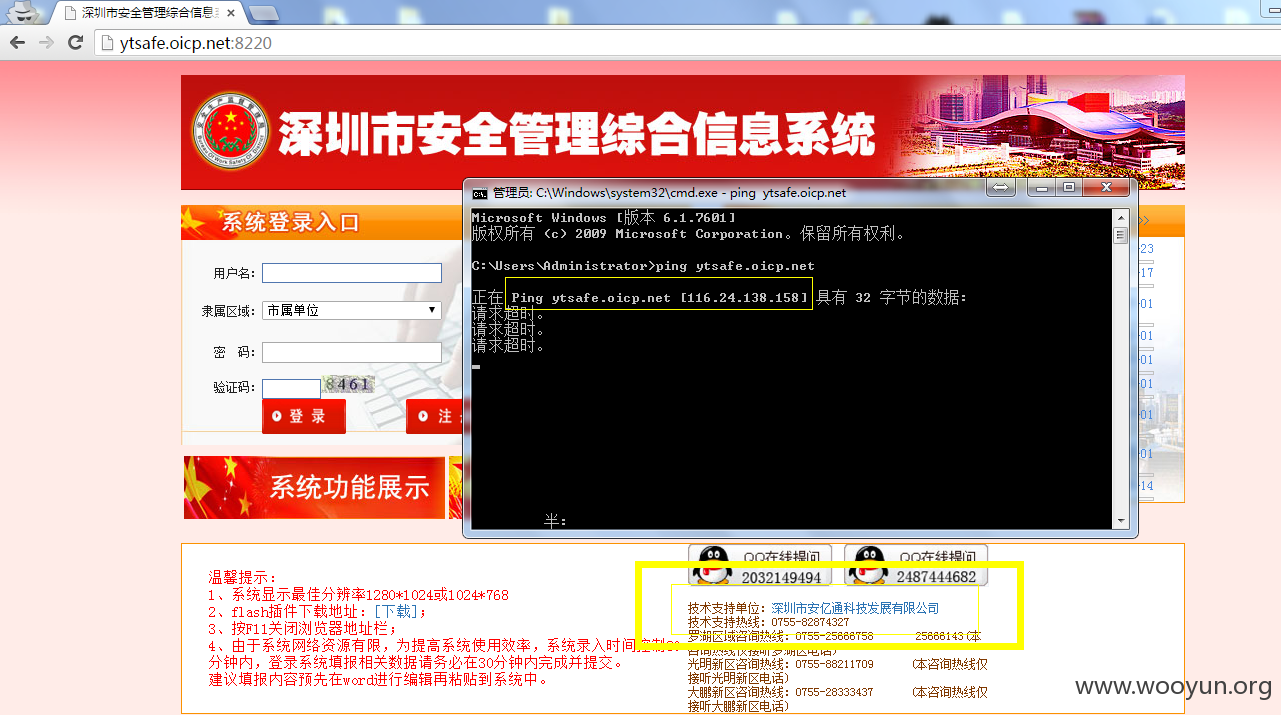 深圳市安全管理综合信息系
ytsafe.oicp.net:8220
深圳市安全管理综合信息系统
管理员: C:\Windows\system32\cmd.exe - ping  ytsafe.oicp.net
Microsoft Windows [版本 6.1.7601]
版权所有 (c) 2009 Microsoft Corporation。保留所有权利。
C:\Users\Administrator>ping ytsafe.oicp.net
正在 Ping ytsafe.oicp.net [116.24.138.158] 具有 32 字节的数据:
请求超时。
请求超时。
请求超时。
半:
系统登录入口
用户名:
隶属区域: 市属单位
密 码:
验证码: 8461
登 录
注
>>
-23
-17
-01
-01
-01
-01
-01
-01
-14
系统功能展示
温馨提示:
1、系统显示最佳分辨率1280*1024或1024*768
2、flash插件下载地址: [下载];
3、按F11关闭浏览器地址栏;
4、由于系统网络资源有限, 为提高系统使用效率, 系统录入时间控制
分钟内, 登录系统填报相关数据请务必在30分钟内完成并提交。
建议填报内容预先在word进行编辑再粘贴到系统中。
QQ在线提问 QQ在线提问
2032149494 2487444682
技术支持单位: 深圳市安亿通科技发展有限公司
技术支持热线: 0755-82874327
罗湖区域咨询热线: 0755-25666758 25666143(本
咨询热线仅接听罗湖区电话)
光明新区咨询热线: 0755-88211709 (本咨询热线仅
接听光明新区电话)
大鹏新区咨询热线: 0755-28333437 (本咨询热线仅
接听大鹏新区电话)
www.wooyun.org